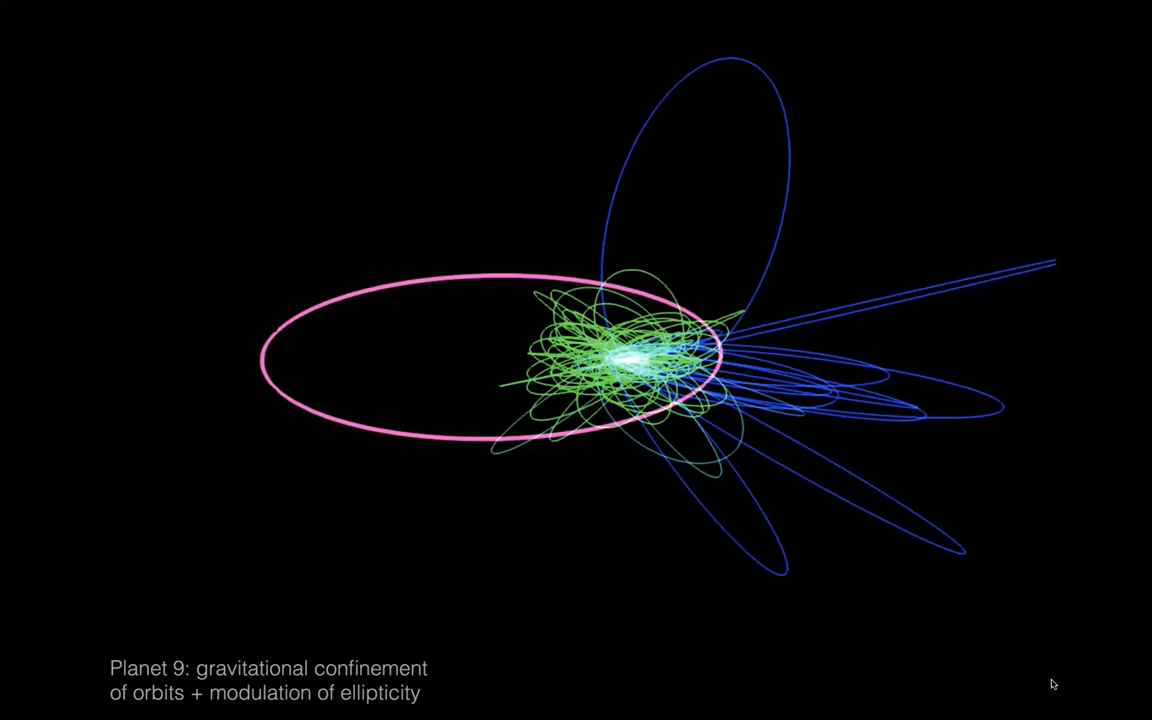 Planet 9: gravitational confinement
of orbits + modulation of ellipticity